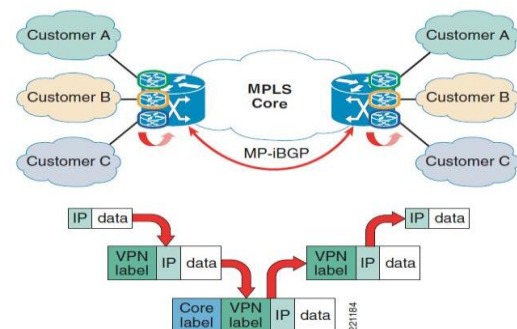 Customer A
Customer A
Customer B
MPLS
Core
Customer B
Customer C
MP-iBGP
Customer C
IP data
IP data
VPN
label IP data
VPN
label IP data
Core
label VPN
label IP data
221184